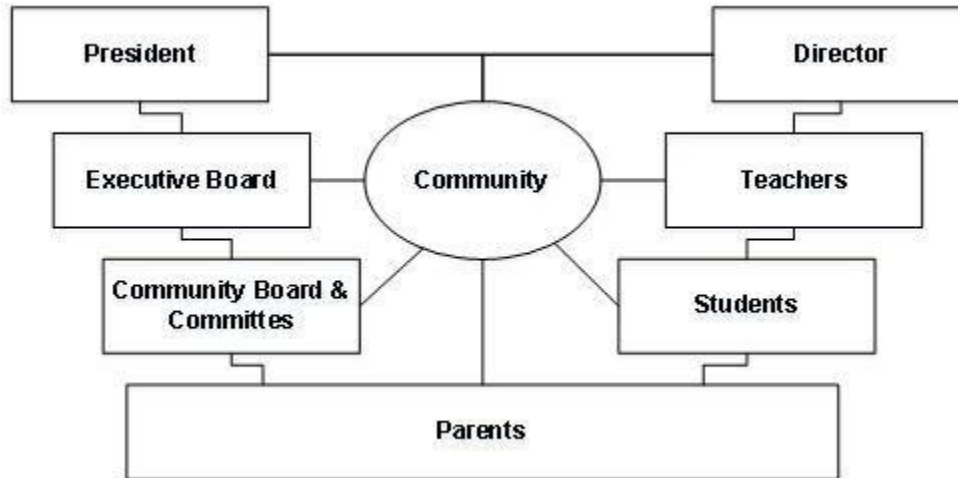 President
Director
Executive Board
Community
Teachers
Community Board &
Committes
Students
Parents